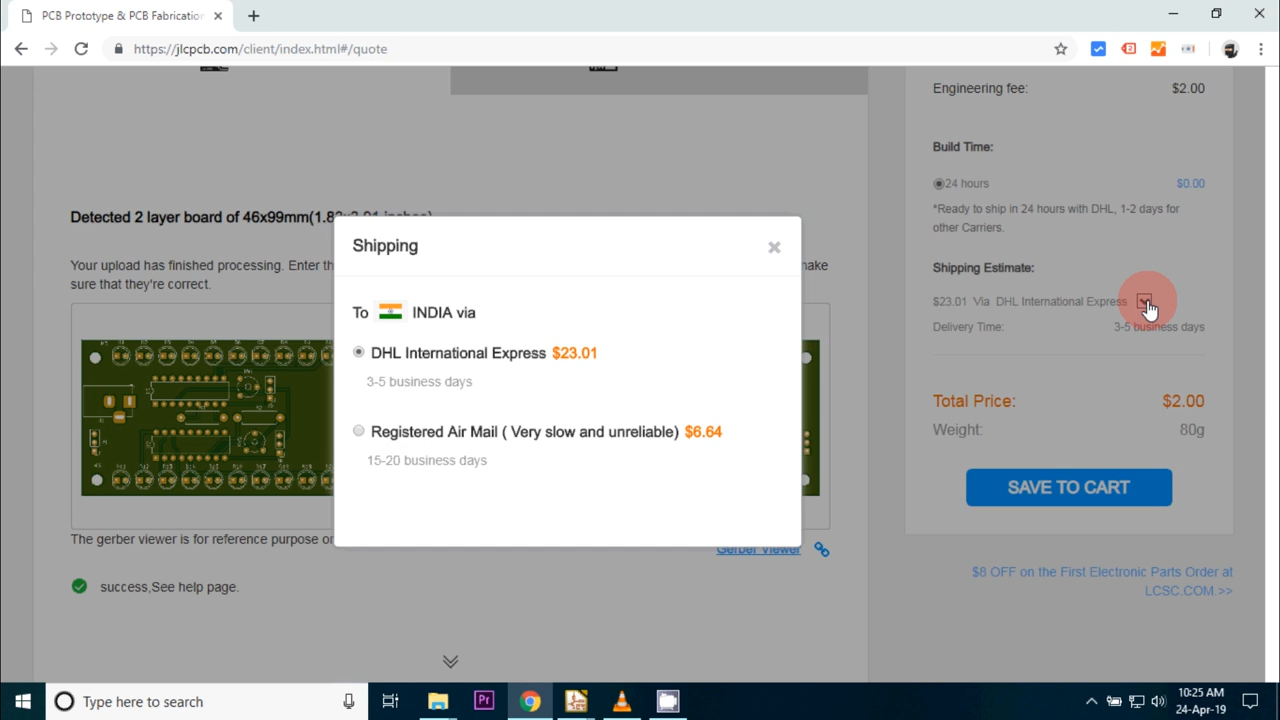 PCB Prototype & PCB Fabrication
https://jlcpcb.com/client/index.html#/quote
Engineering fee: $2.00
Build Time:
24 hours $0.00
*Ready to ship in 24 hours with DHL, 1-2 days for
other Carriers.
Shipping Estimate:
$23.01 Via DHL International Express
Delivery Time: 3-5 business days
Total Price: $2.00
Weight: 80g
SAVE TO CART
$8 OFF on the First Electronic Parts Order at
LCSC.COM.>>
Detected 2 layer board of 46x99mm
Your upload has finished processing. Enter
sure that they're correct.
Shipping
To INDIA via
DHL International Express $23.01
3-5 business days
Registered Air Mail ( Very slow and unreliable) $6.64
15-20 business days
The gerber viewer is for reference purpose
Gerber Viewer
success,See help page.
Type here to search
Pr
10:25 AM
24-Apr-19